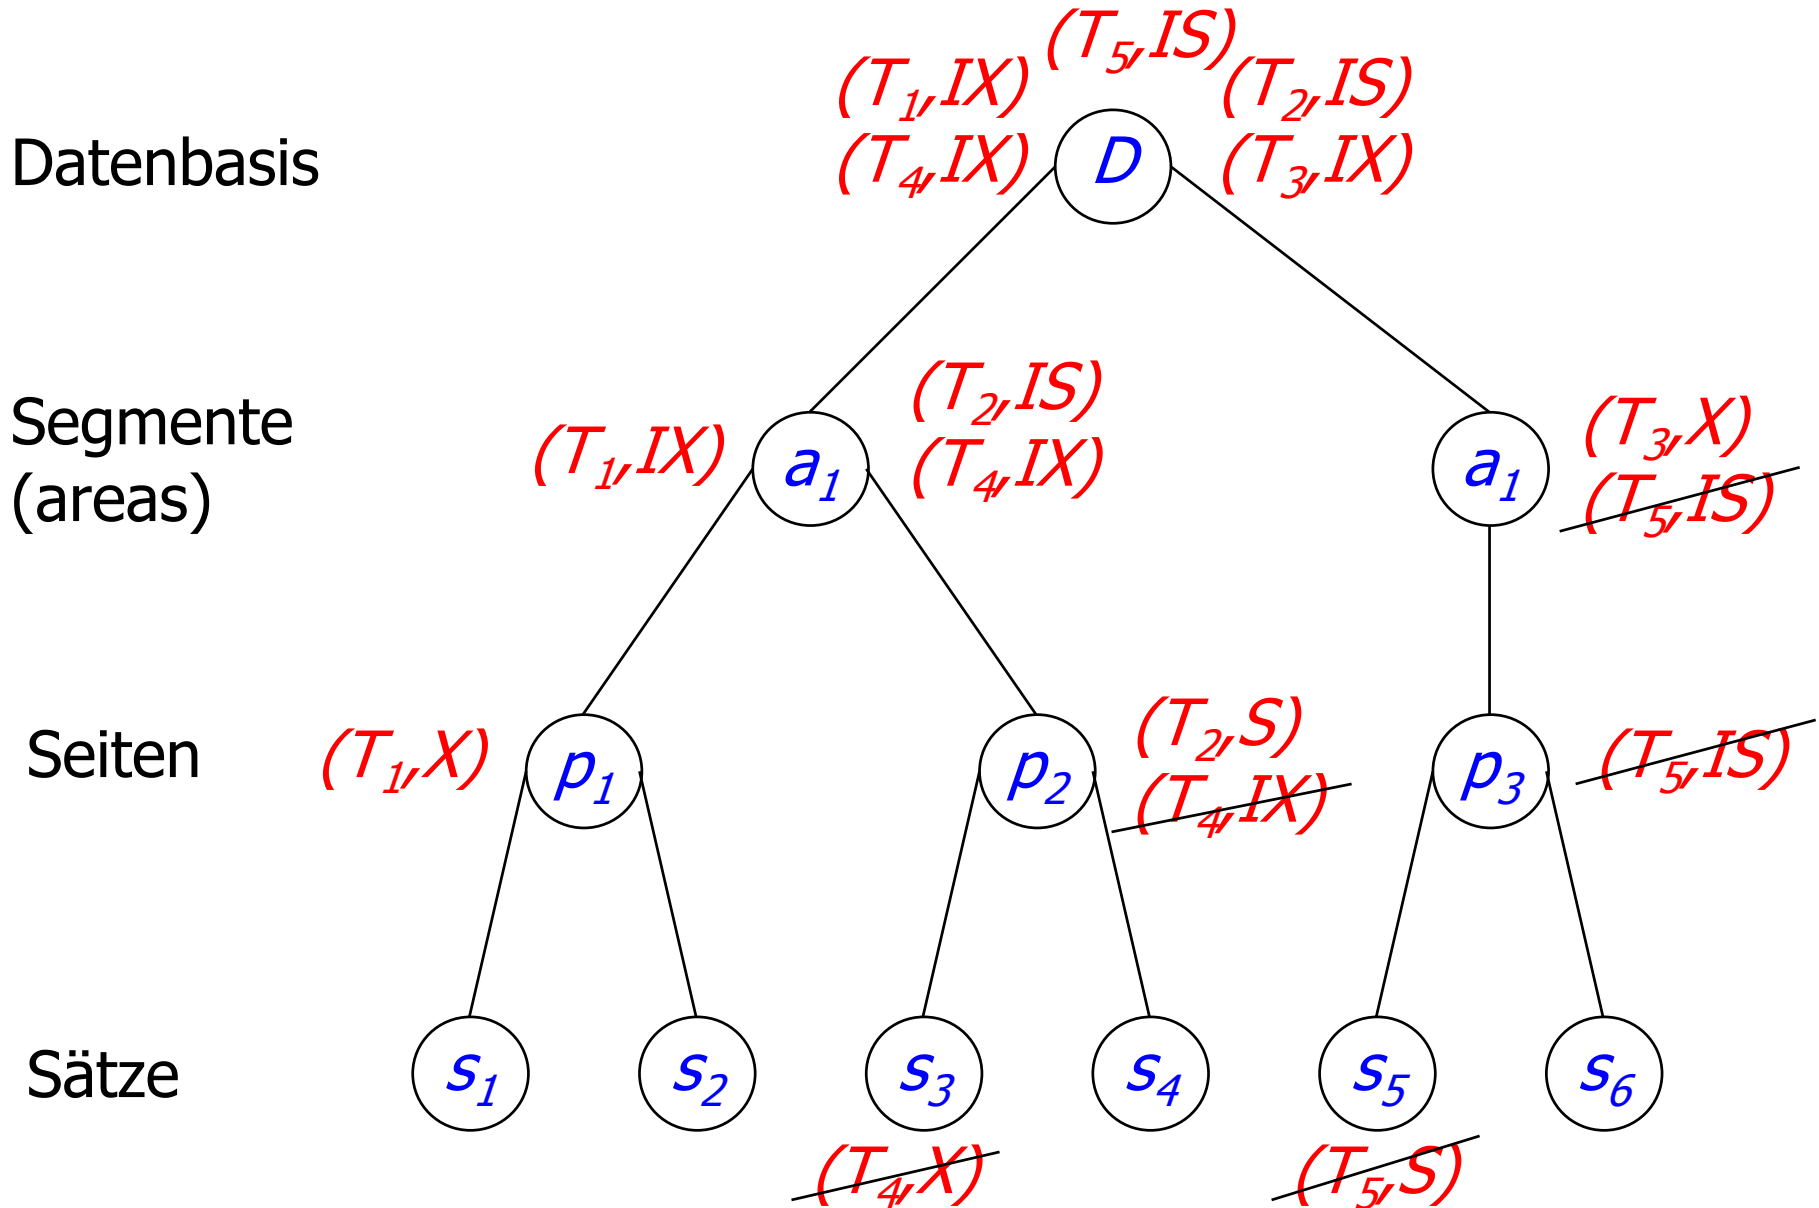 (T5,IS)
(T1,IX) (T2,IS)
Datenbasis (T4,IX) D (T3,IX)
(T2,IS)
Segmente (T1,IX) a1 (T4,IX) a1 (T3,X)
(areas) (T5,IS)
(T2,S)
Seiten (T1,X) p1 p2 (T4,IX) p3 (T5,IS)
Sätze s1 s2 s3 s4 s5 s6
(T4,X) (T5,S)